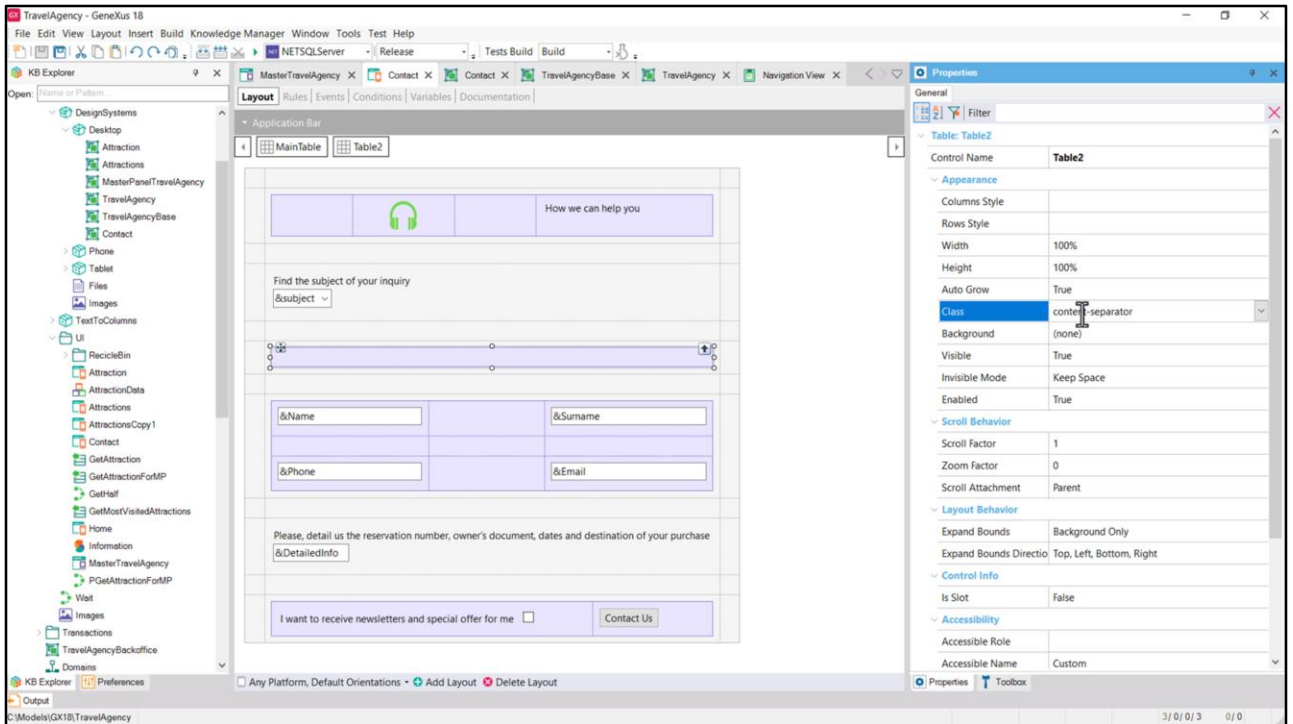 TravelAgency - GeneXus 18
File Edit View Layout Insert Build Knowledge Manager Window Tools Test Help
NETSQLServer Release Tests Build Build
KB Explorer
MasterTravelAgency Contact Contact TravelAgencyBase TravelAgency Navigation View
Properties
Open: Name or Pattern...
Layout Rules Events Conditions Variables Documentation
General
Filter
DesignSystems
Desktop
Attraction
Attractions
MasterPanelTravelAgency
TravelAgency
TravelAgencyBase
Contact
Phone
Tablet
Files
Images
TextToColumns
UI
RecicleBin
Attraction
AttractionData
Attractions
AttractionsCopy1
Contact
GetAttraction
GetAttractionForMP
GetHalf
GetMostVisitedAttractions
Home
Information
MasterTravelAgency
PGetAttractionForMP
Wait
Images
Transactions
TravelAgencyBackoffice
Domains
KB Explorer Preferences
Application Bar
MainTable Table2
How we can help you
Find the subject of your inquiry
&subject
&Name &Surname
&Phone &Email
Please, detail us the reservation number, owner's document, dates and destination of your purchase
&DetailedInfo
I want to receive newsletters and special offer for me Contact Us
Any Platform, Default Orientations Add Layout Delete Layout
Table: Table2
Control Name Table2
Appearance
Columns Style
Rows Style
Width 100%
Height 100%
Auto Grow True
Class content-separator
Background (none)
Visible True
Invisible Mode Keep Space
Enabled True
Scroll Behavior
Scroll Factor 1
Zoom Factor 0
Scroll Attachment Parent
Layout Behavior
Expand Bounds Background Only
Expand Bounds Directio Top, Left, Bottom, Right
Control Info
Is Slot False
Accessibility
Accessible Role
Accessible Name Custom
Properties Toolbox
Output
C:\Models\GX18\TravelAgency 3/0/0/3 0/0